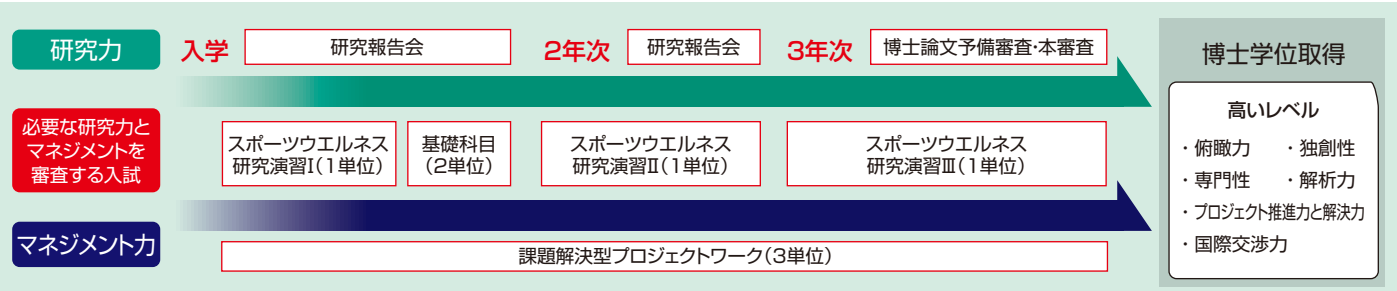 研究力
入学
研究報告会
2年次
研究報告会
3年次
博士論文予備審査・本審査
必要な研究力と
マネジメントを
審査する入試
スポーツウエルネス
研究演習Ⅰ(1単位)
基礎科目
(2単位)
スポーツウエルネス
研究演習Ⅱ(1単位)
スポーツウエルネス
研究演習Ⅲ(1単位)
マネジメント力
課題解決型プロジェクトワーク(3単位)
博士学位取得
高いレベル
・俯瞰力 ・独創性
・専門性 ・解析力
・プロジェクト推進力と解決力
・国際交渉力